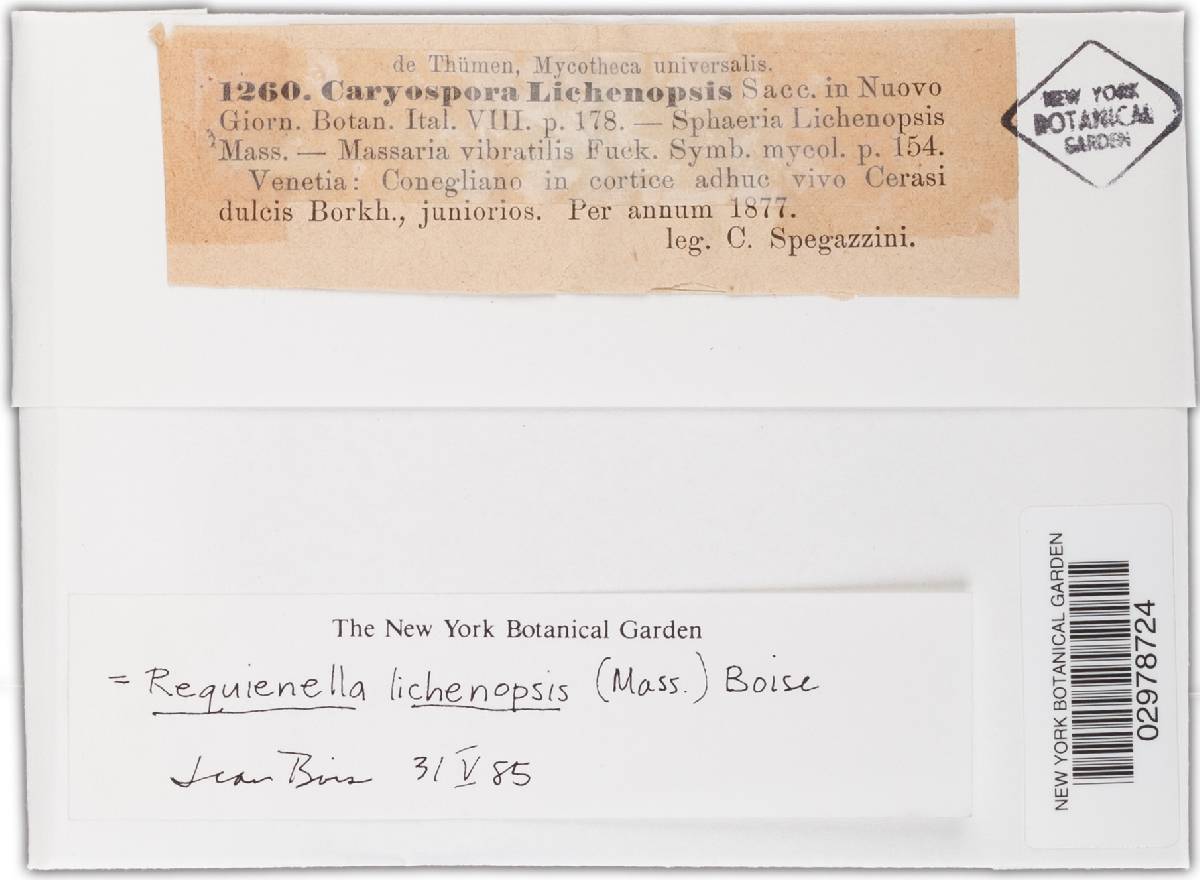 de Thümen, Mycotheca universalis.
1260. Caryospora Lichenopsis Sacc. in Nuovo
Giorn. Botan. Ital. VIII. p. 178. — Sphaeria Lichenopsis
Mass. — Massaria vibratilis Fuck. Symb. mycol. p. 154.
Venetia: Conegliano in cortice adhuc vivo Cerasi
dulcis Borkh., juniorios. Per annum 1877.
leg. C. Spegazzini.
NEW YORK
BOTANICAL
GARDEN
The New York Botanical Garden
= Requienella lichenopsis (Mass.) Boise
Jean Boise 31 V 85
NEW YORK BOTANICAL GARDEN
02978724